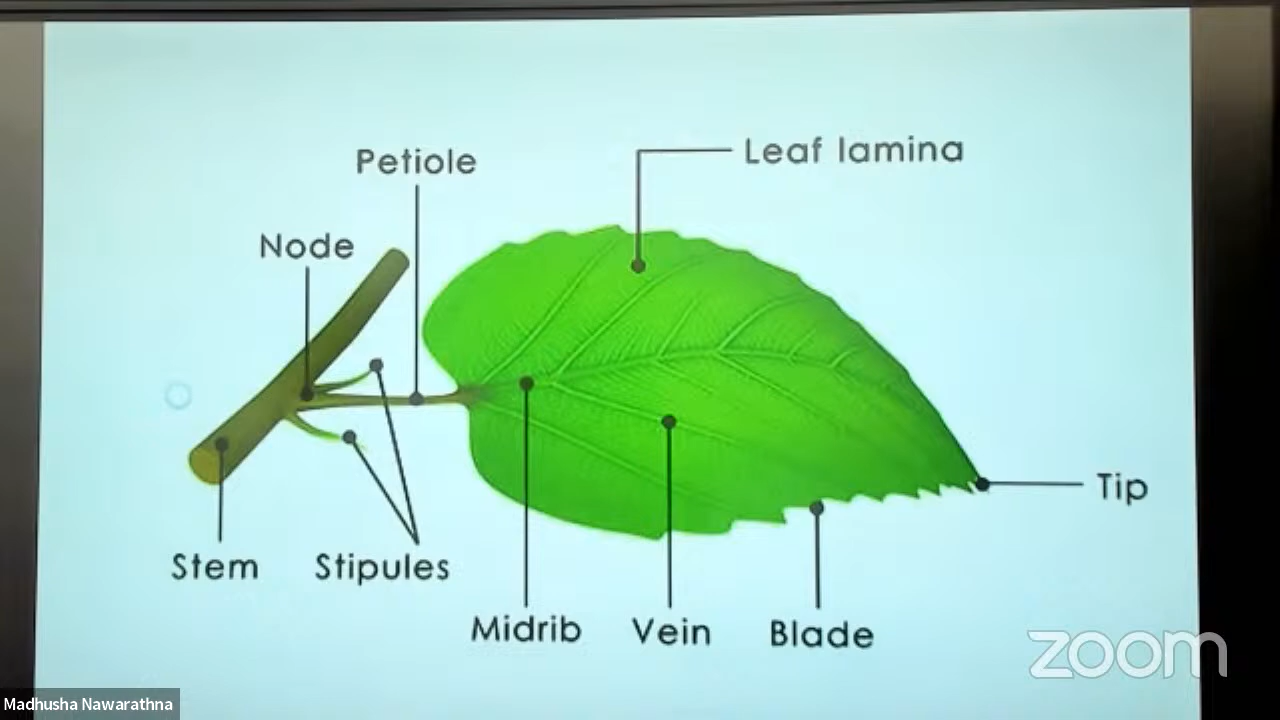 Petiole
Leaf lamina
Node
Tip
Stem
Stipules
Midrib
Vein
Blade
zoom
Madhusha Nawarathna